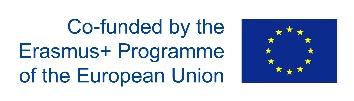 Co-funded by the
Erasmus+ Programme
of the European Union